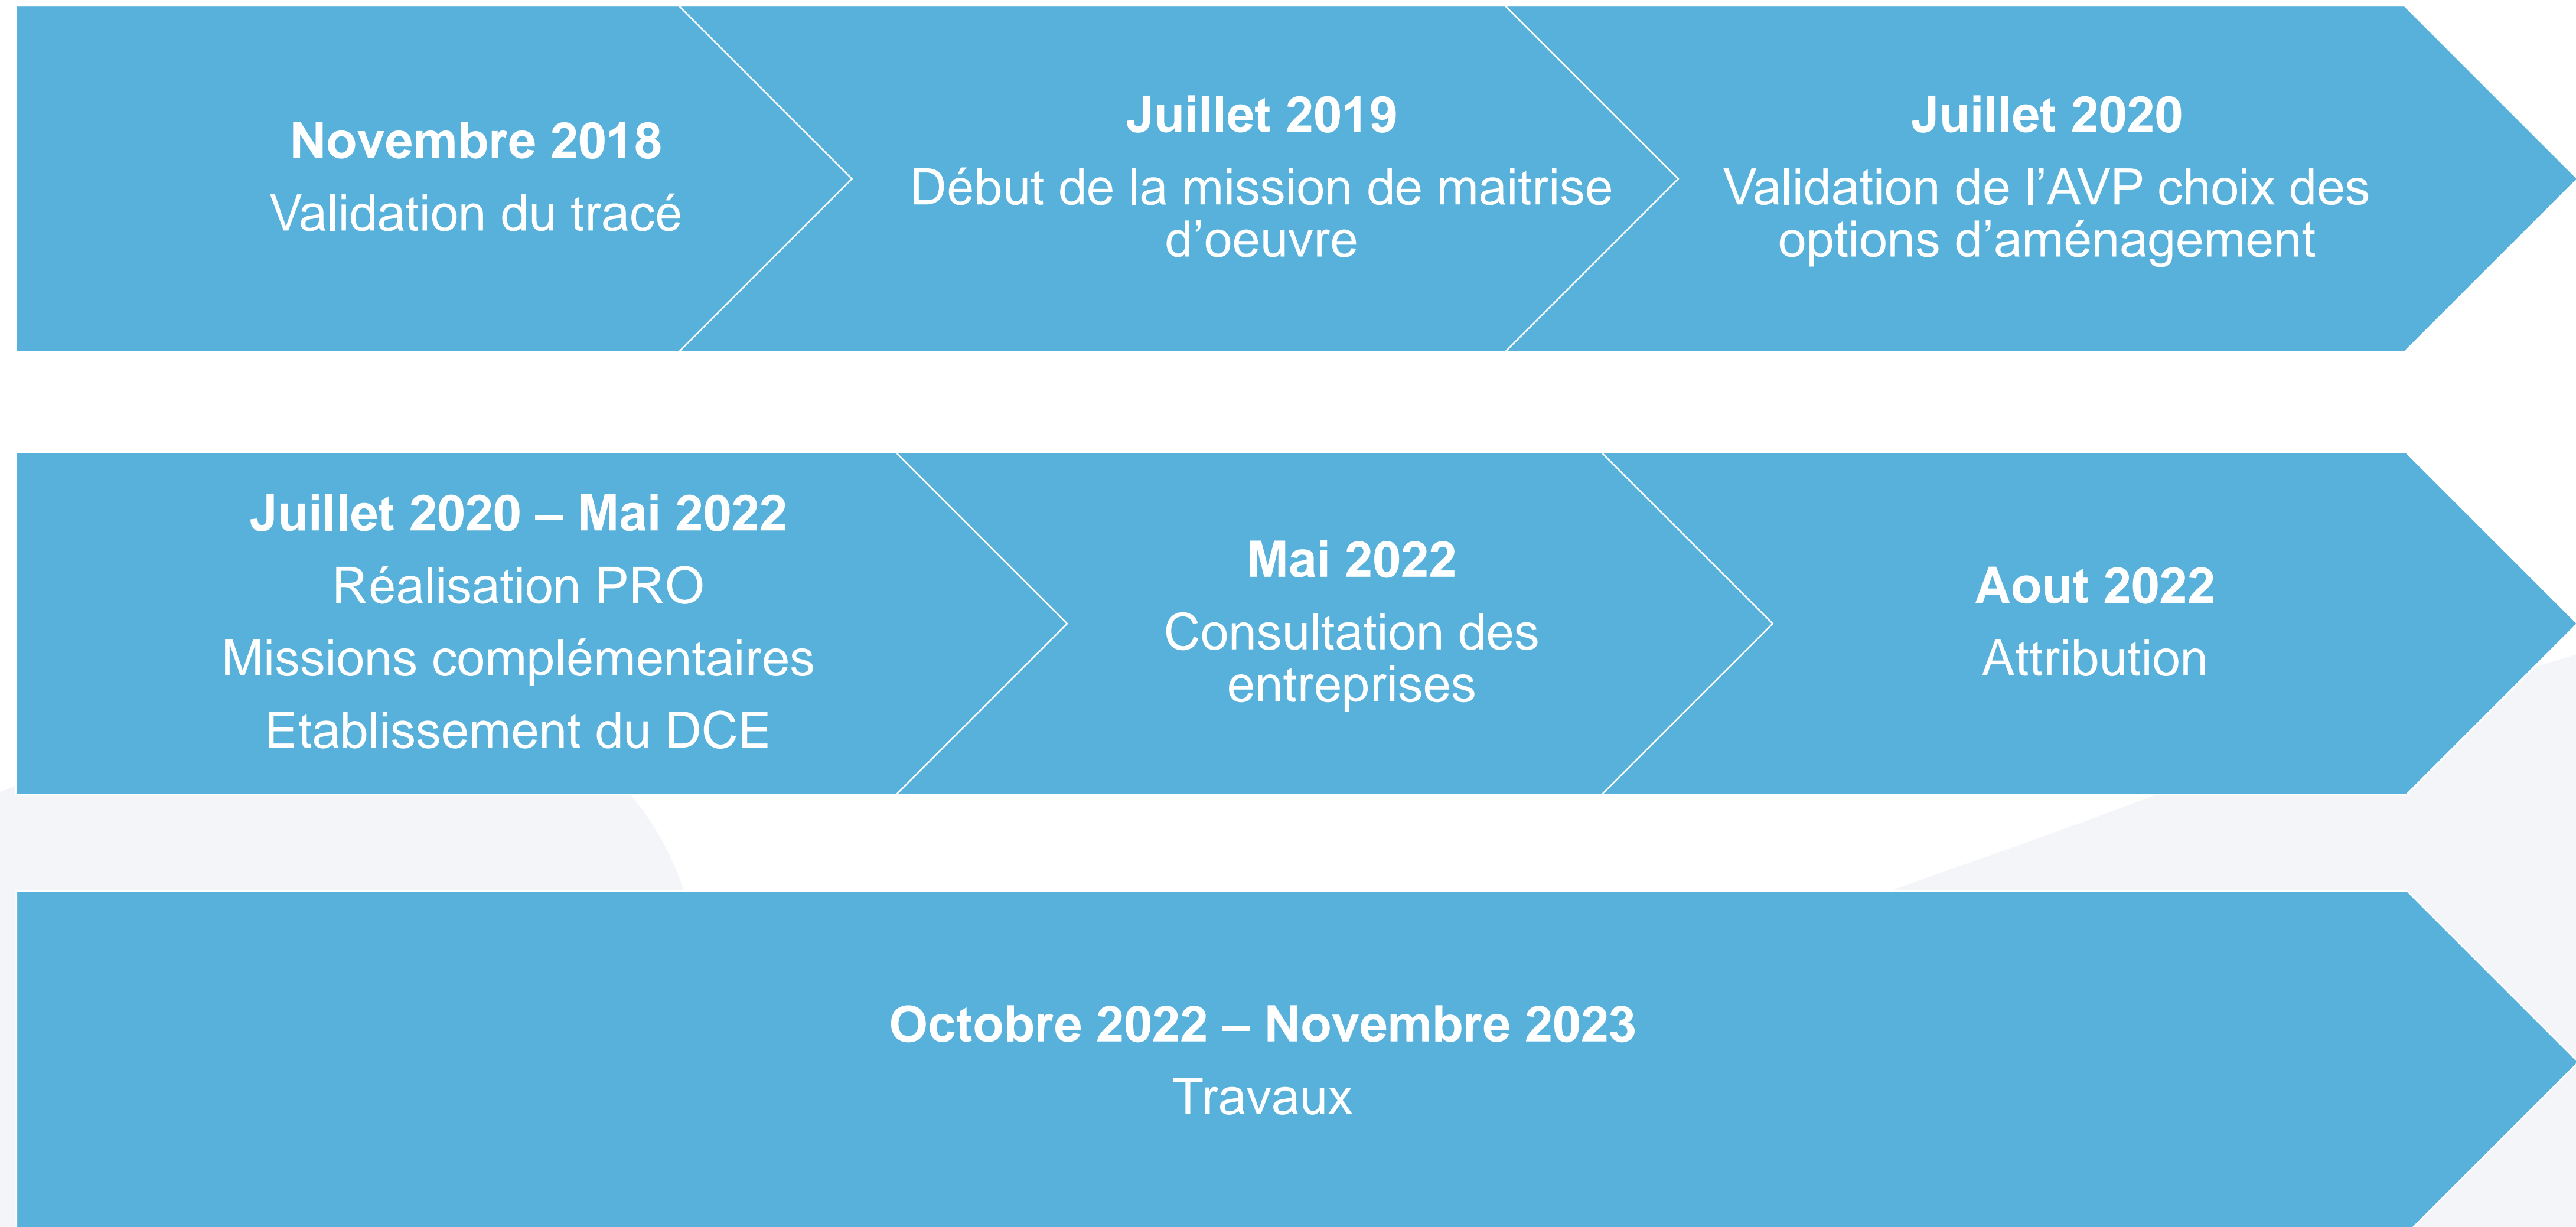 Novembre 2018
Validation du tracé
Juillet 2019
Début de la mission de maitrise
d’oeuvre
Juillet 2020
Validation de l’AVP choix des
options d’aménagement
Juillet 2020 – Mai 2022
Réalisation PRO
Missions complémentaires
Etablissement du DCE
Mai 2022
Consultation des
entreprises
Aout 2022
Attribution
Octobre 2022 – Novembre 2023
Travaux